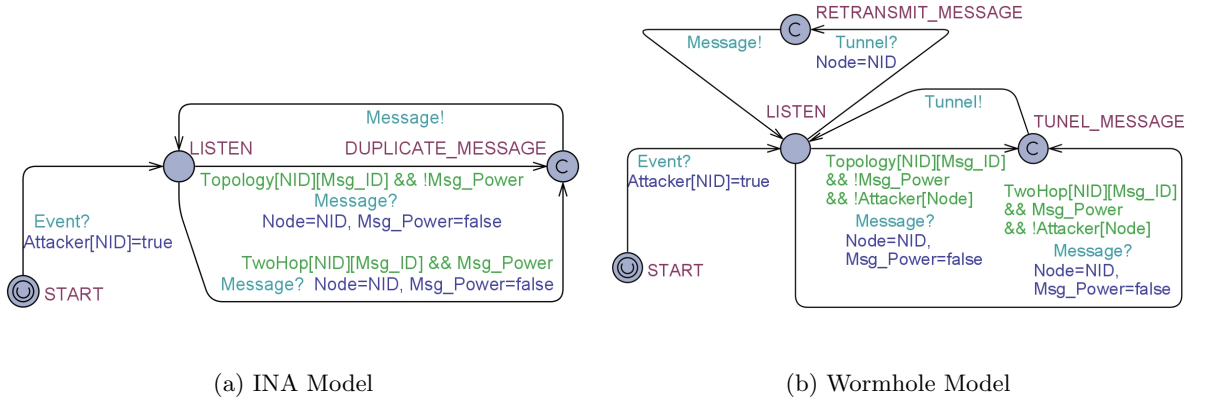 Message!
LISTEN
DUPLICATE_MESSAGE
Topology[NID][Msg_ID] && !Msg_Power
Message?
Node=NID, Msg_Power=false
Event?
Attacker[NID]=true
TwoHop[NID][Msg_ID] && Msg_Power
Message? Node=NID, Msg_Power=false
START
(a) INA Model
RETRANSMIT_MESSAGE
Message!
Tunnel?
Node=NID
Tunnel!
LISTEN
TUNEL_MESSAGE
Event?
Attacker[NID]=true
Topology[NID][Msg_ID]
&& !Msg_Power
&& !Attacker[Node]
Message?
Node=NID,
Msg_Power=false
TwoHop[NID][Msg_ID]
&& Msg_Power
&& !Attacker[Node]
Message?
Node=NID,
Msg_Power=false
START
(b) Wormhole Model
C
U
C
C
U